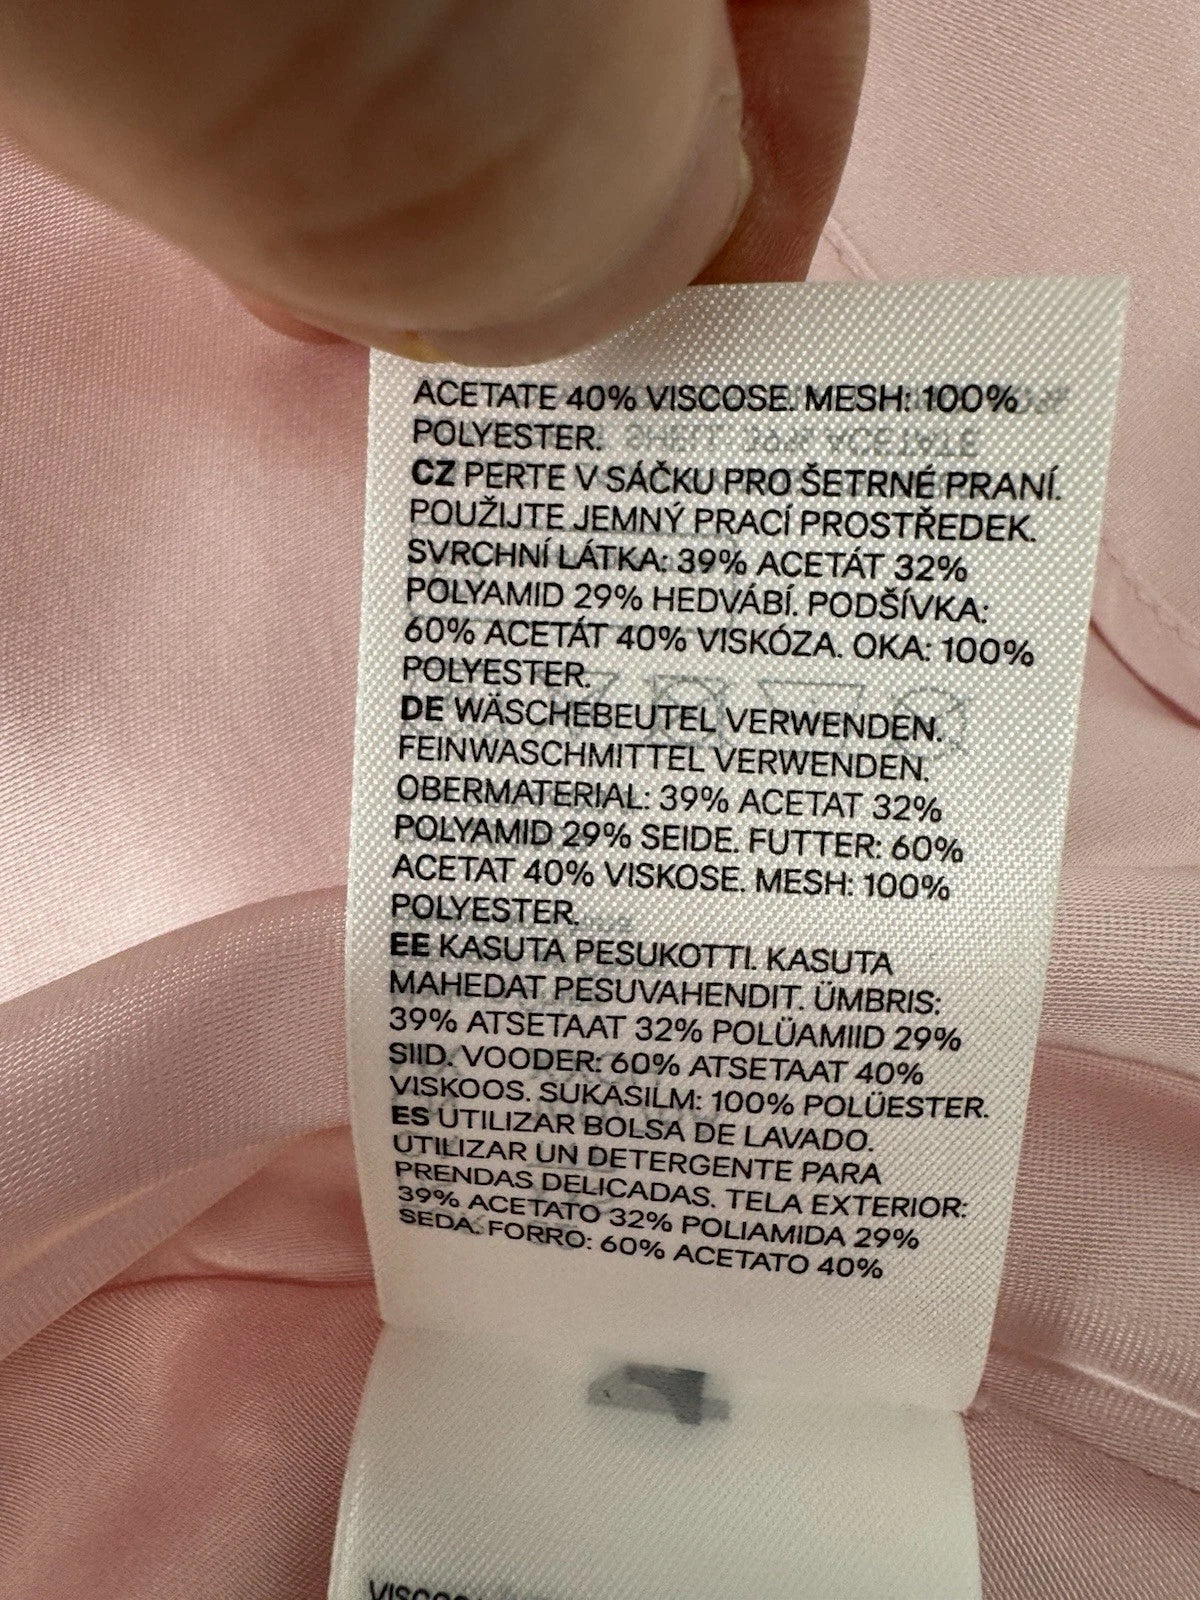 ACETATE 40% VISCOSE. MESH: 100%
POLYESTER.
CZ PERTE V SÁČKU PRO ŠETRNÉ PRANÍ.
POUŽIJTE JEMNÝ PRACÍ PROSTŘEDEK.
SVRCHNÍ LÁTKA: 39% ACETÁT 32%
POLYAMID 29% HEDVÁBÍ. PODŠÍVKA:
60% ACETÁT 40% VISKÓZA. OKA: 100%
POLYESTER.
DE WÄSCHEBEUTEL VERWENDEN.
FEINWASCHMITTEL VERWENDEN.
OBERMATERIAL: 39% ACETAT 32%
POLYAMID 29% SEIDE. FUTTER: 60%
ACETAT 40% VISKOSE. MESH: 100%
POLYESTER.
EE KASUTA PESUKOTTI. KASUTA
MAHEDAT PESUVAHENDIT. ÜMBRIS:
39% ATSETAAT 32% POLÜAMIID 29%
SIID. VOODER: 60% ATSETAAT 40%
VISKOOS. SUKASILM: 100% POLÜESTER.
ES UTILIZAR BOLSA DE LAVADO.
UTILIZAR UN DETERGENTE PARA
PRENDAS DELICADAS. TELA EXTERIOR:
39% ACETATO 32% POLIAMIDA 29%
SEDA. FORRO: 60% ACETATO 40%